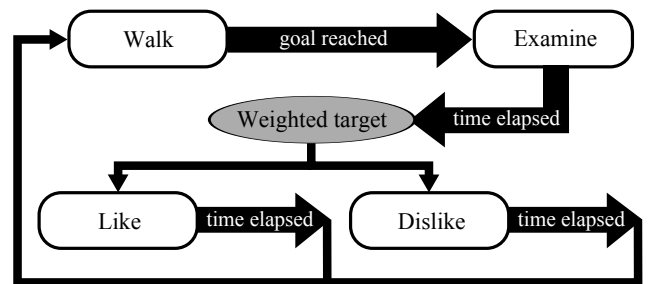 Walk
goal reached
Examine
Weighted target
time elapsed
Like
time elapsed
Dislike
time elapsed